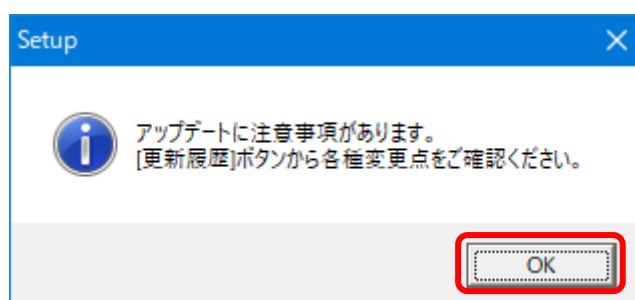 Setup
アップデートに注意事項があります。
[更新履歴]ボタンから各種変更点をご確認ください。
OK